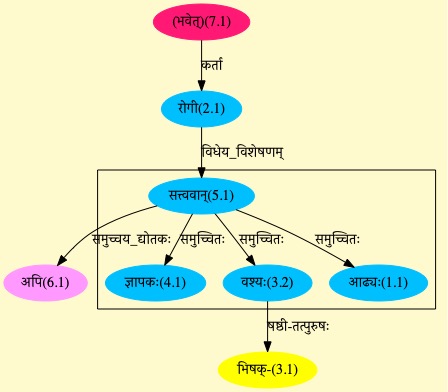 (भवेत्)(7.1)
कर्ता
रोगी(2.1)
विधेय_विशेषणम्
सत्त्ववान्(5.1)
समुच्चय_द्योतकः समुच्चितः समुच्चितः समुच्चितः
अपि(6.1) ज्ञापकः(4.1) वश्यः(3.2) आढ्यः(1.1)
षष्ठी-तत्पुरुषः
भिषक्-(3.1)